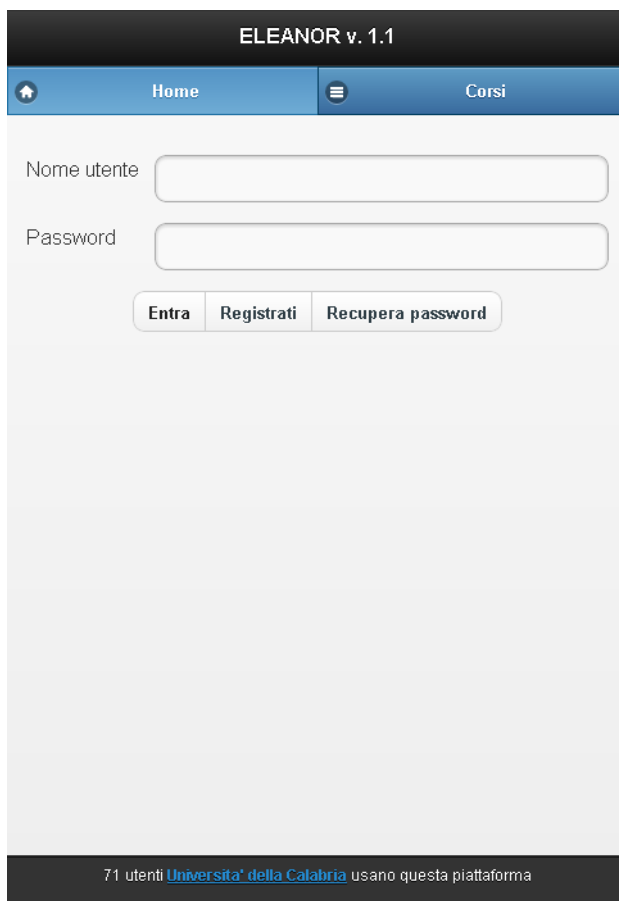 ELEANOR v. 1.1
Home Corsi
Nome utente
Password
Entra Registrati Recupera password
71 utenti Universita' della Calabria usano questa piattaforma